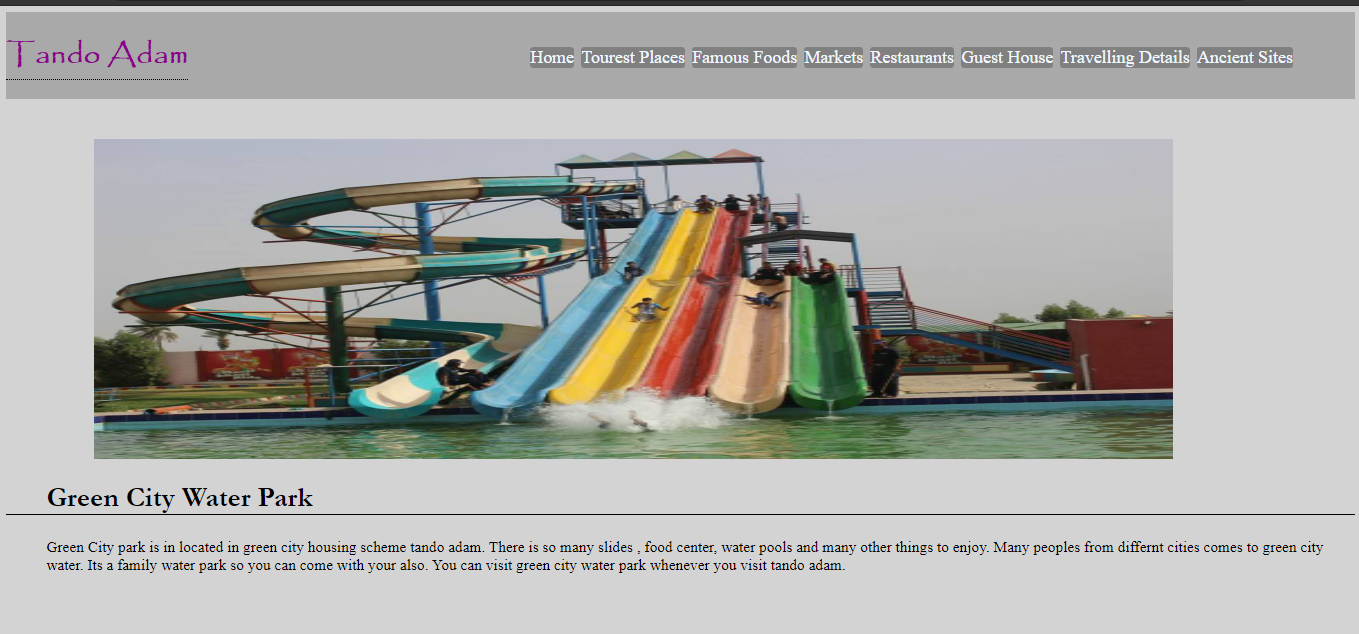 Tando Adam
Home Tourest Places Famous Foods Markets Restaurants Guest House Travelling Details Ancient Sites
Green City Water Park
Green City park is in located in green city housing scheme tando adam. There is so many slides , food center, water pools and many other things to enjoy. Many peoples from differnt cities comes to green city
water. Its a family water park so you can come with your also. You can visit green city water park whenever you visit tando adam.